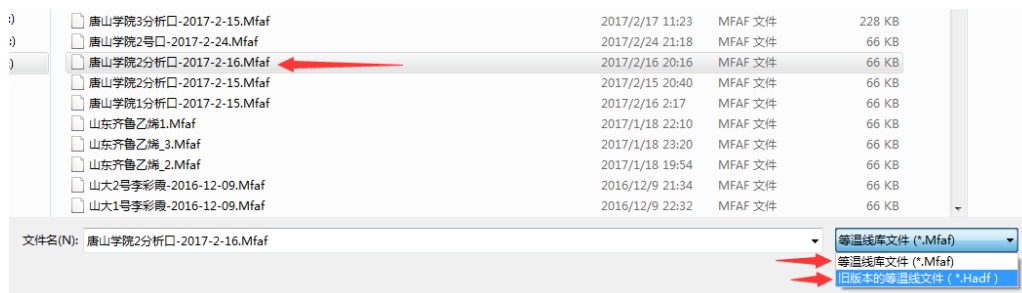 :)
唐山学院3分析口-2017-2-15.Mfaf 2017/2/17 11:23 MFAF 文件 228 KB
:)
唐山学院2号口-2017-2-24.Mfaf 2017/2/24 21:18 MFAF 文件 66 KB
)
唐山学院2分析口-2017-2-16.Mfaf 2017/2/16 20:16 MFAF 文件 66 KB
唐山学院2分析口-2017-2-15.Mfaf 2017/2/15 20:40 MFAF 文件 66 KB
唐山学院1分析口-2017-2-15.Mfaf 2017/2/16 2:17 MFAF 文件 66 KB
山东齐鲁乙烯1.Mfaf 2017/1/18 22:10 MFAF 文件 66 KB
山东齐鲁乙烯_3.Mfaf 2017/1/18 23:20 MFAF 文件 66 KB
山东齐鲁乙烯_2.Mfaf 2017/1/18 19:54 MFAF 文件 66 KB
山大2号李彩霞-2016-12-09.Mfaf 2016/12/9 21:34 MFAF 文件 66 KB
山大1号李彩霞-2016-12-09.Mfaf 2016/12/9 22:32 MFAF 文件 66 KB
文件名(N): 唐山学院2分析口-2017-2-16.Mfaf 等温线库文件 (*.Mfaf)
等温线库文件 (*.Mfaf)
旧版本的等温线文件 ( *.Hadf )